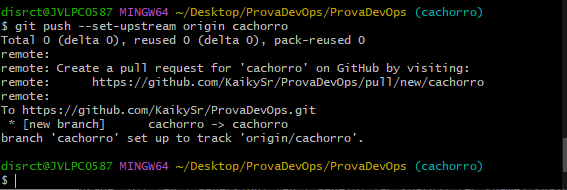 disrct@JVLPC0587 MINGW64 ~/Desktop/ProvaDevOps/ProvaDevOps (cachorro)
$ git push --set-upstream origin cachorro
Total 0 (delta 0), reused 0 (delta 0), pack-reused 0
remote:
remote: Create a pull request for 'cachorro' on GitHub by visiting:
remote:      https://github.com/KaikySr/ProvaDevOps/pull/new/cachorro
remote:
To https://github.com/KaikySr/ProvaDevOps.git
 * [new branch]      cachorro -> cachorro
branch 'cachorro' set up to track 'origin/cachorro'.
disrct@JVLPC0587 MINGW64 ~/Desktop/ProvaDevOps/ProvaDevOps (cachorro)
$